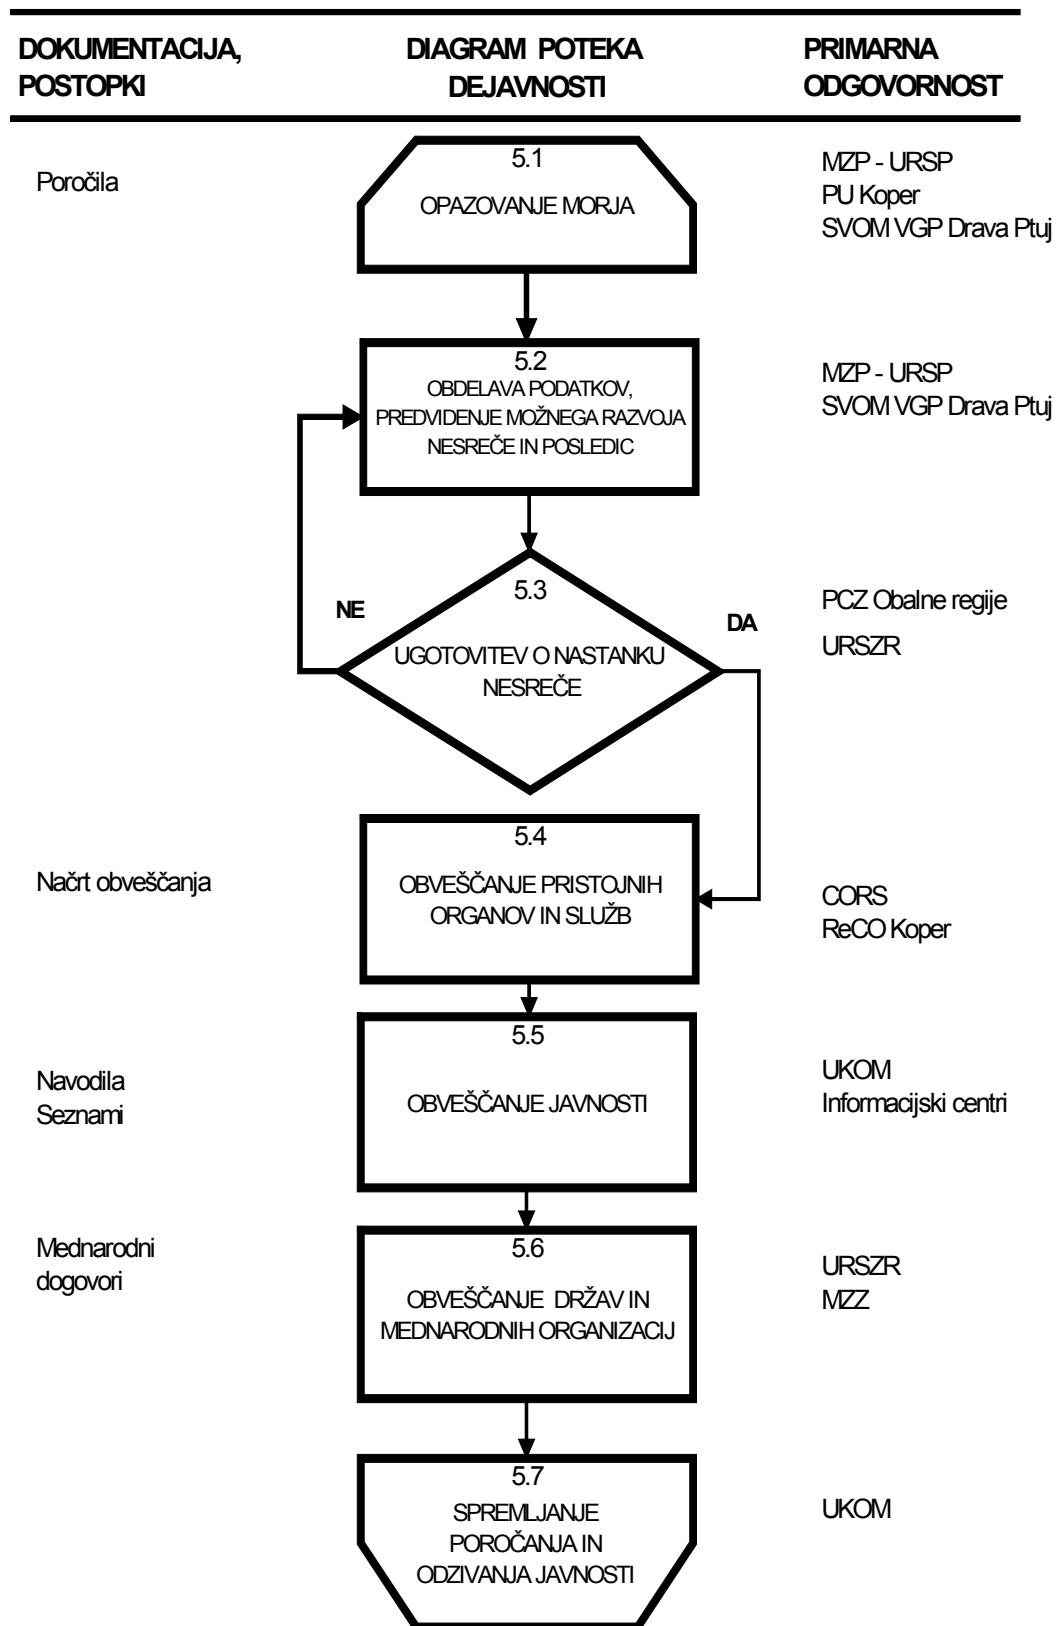 DOKUMENTACIJA,
POSTOPKI
DIAGRAM POTEKA
DEJAVNOSTI
PRIMARNA
ODGOVORNOST
Poročila
5.1
OPAZOVANJE MORJA
MZP - URSP
PU Koper
SVOM VGP Drava Ptuj
5.2
OBDELAVA PODATKOV,
PREDVIDENJE MOŽNEGA RAZVOJA
NESREČE IN POSLEDIC
MZP - URSP
SVOM VGP Drava Ptuj
5.3
NE
DA
UGOTOVITEV O NASTANKU
NESREČE
PCZ Obalne regije
URSZR
Načrt obveščanja
5.4
OBVEŠČANJE PRISTOJNIH
ORGANOV IN SLUŽB
CORS
ReCO Koper
Navodila
Seznami
5.5
OBVEŠČANJE JAVNOSTI
UKOM
Informacijski centri
Mednarodni
dogovori
5.6
OBVEŠČANJE DRŽAV IN
MEDNARODNIH ORGANIZACIJ
URSZR
MZZ
5.7
SPREMLJANJE
POROČANJA IN
ODZIVANJA JAVNOSTI
UKOM